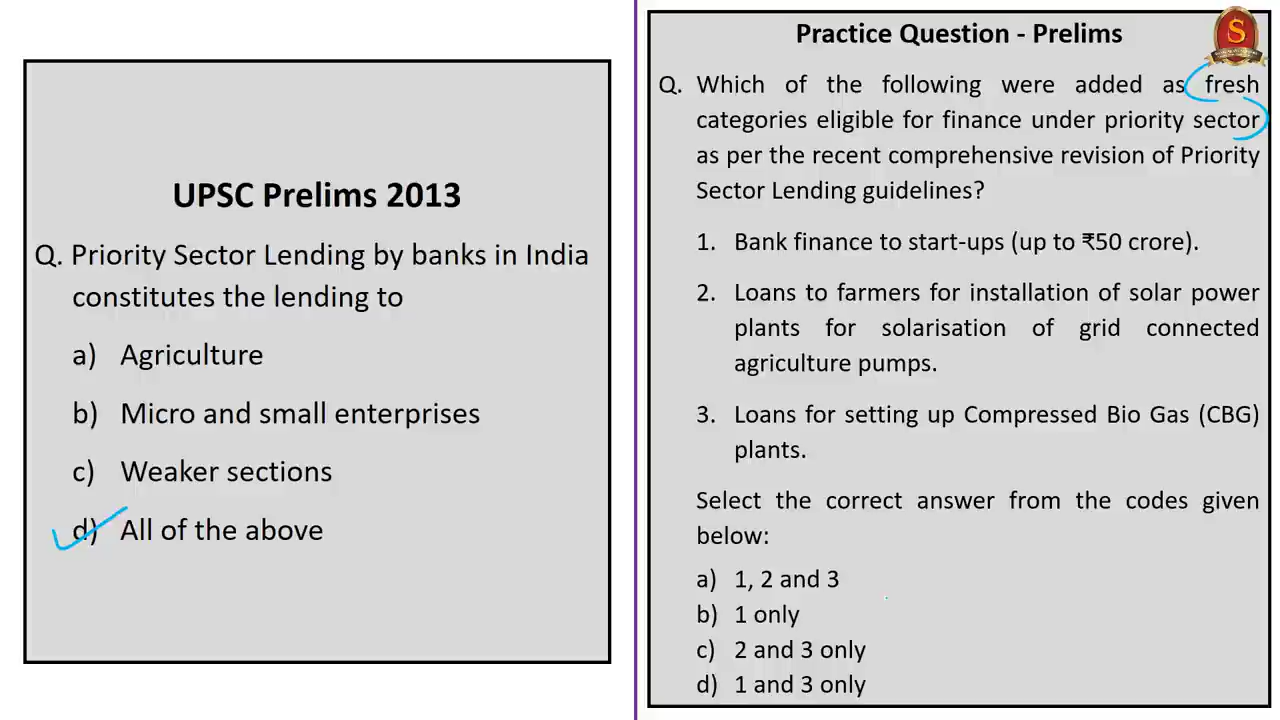 UPSC Prelims 2013
Q. Priority Sector Lending by banks in India
constitutes the lending to
a) Agriculture
b) Micro and small enterprises
c) Weaker sections
d) All of the above
Practice Question - Prelims
Q. Which of the following were added as fresh
categories eligible for finance under priority sector
as per the recent comprehensive revision of Priority
Sector Lending guidelines?
1. Bank finance to start-ups (up to ₹50 crore).
2. Loans to farmers for installation of solar power
plants for solarisation of grid connected
agriculture pumps.
3. Loans for setting up Compressed Bio Gas (CBG)
plants.
Select the correct answer from the codes given
below:
a) 1, 2 and 3
b) 1 only
c) 2 and 3 only
d) 1 and 3 only
S